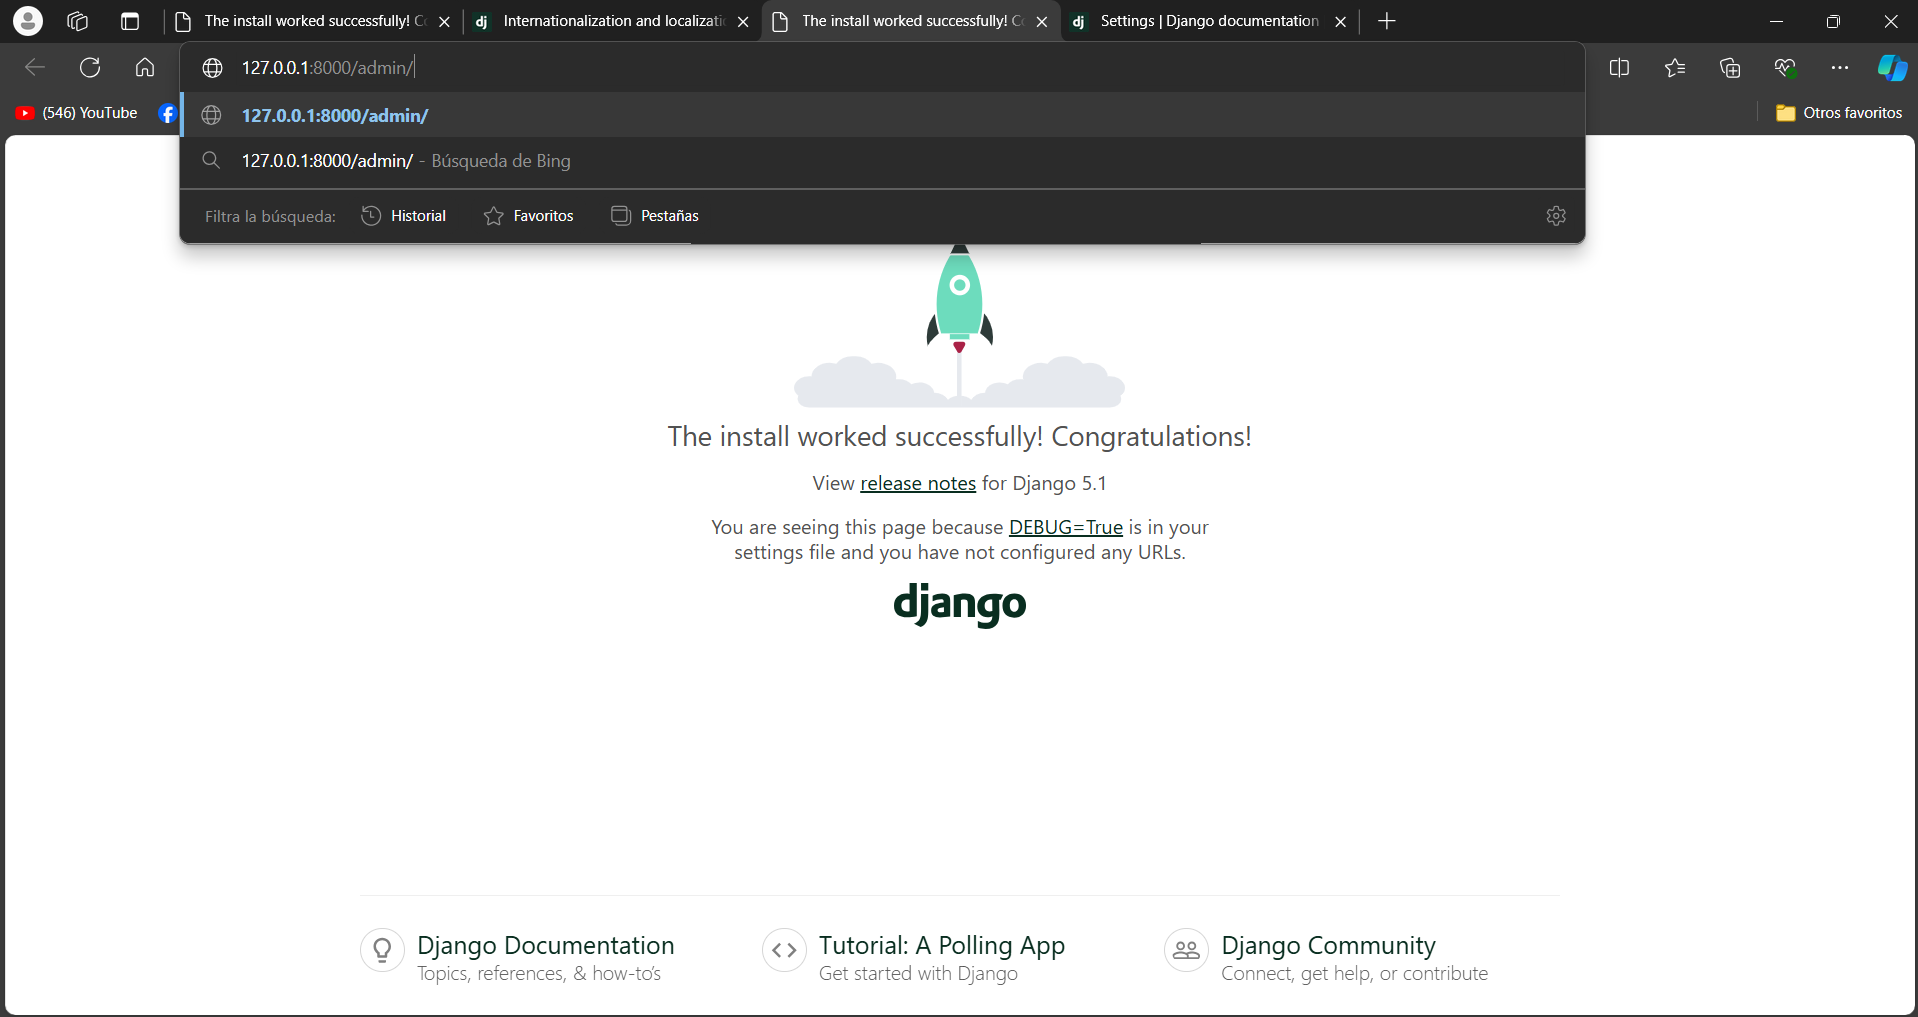 The install worked successfully! C
Internationalization and localizati
The install worked successfully! C
Settings | Django documentation
127.0.0.1:8000/admin/
(546) YouTube
127.0.0.1:8000/admin/
Otros favoritos
127.0.0.1:8000/admin/ - Búsqueda de Bing
Filtra la búsqueda:
Historial
Favoritos
Pestañas
The install worked successfully! Congratulations!
View release notes for Django 5.1
You are seeing this page because DEBUG=True is in your
settings file and you have not configured any URLs.
django
Django Documentation
Topics, references, & how-to's
Tutorial: A Polling App
Get started with Django
Django Community
Connect, get help, or contribute